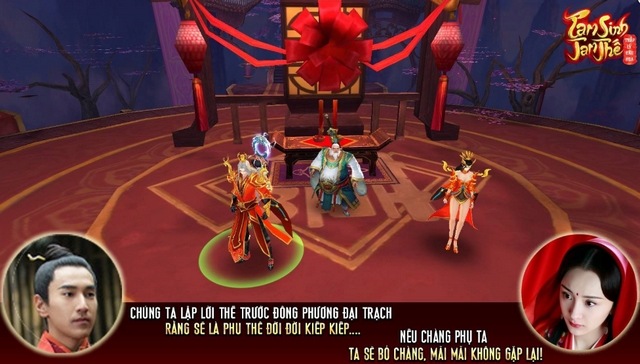 Tam Sinh
Tam Thế
CHÚNG TA LẬP LỜI THỀ TRƯỚC ĐÔNG PHƯƠNG ĐẠI TRẠCH
RẰNG SẼ LÀ PHU THÊ ĐỜI ĐỜI KIẾP KIẾP....
NẾU CHÀNG PHỤ TA
TA SẼ BỎ CHÀNG, MÃI MÃI KHÔNG GẶP LẠI!